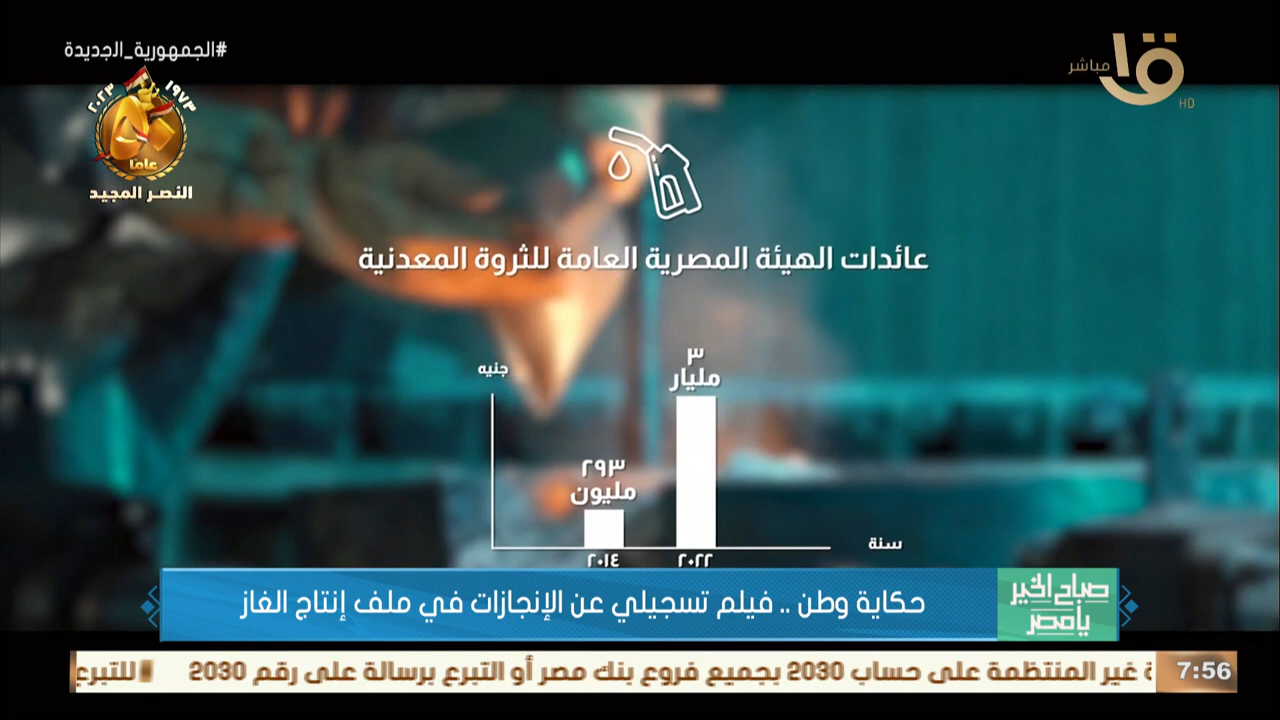 #الجمهورية_الجديدة
مباشر
HD
١٩٧٣
٢٠٢٣
٥٠
عامًا
النصر المجيد
عائدات الهيئة المصرية العامة للثروة المعدنية
٣
مليار
جنيه
٢٩٣
مليون
سنة
٢٠١٤
٢٠٢٢
صباح الخير
يا مصر
حكاية وطن .. فيلم تسجيلي عن الإنجازات في ملف إنتاج الغاز
7:56
غير المنتظمة على حساب 2030 بجميع فروع بنك مصر أو التبرع برسالة على رقم 2030
للتبرع